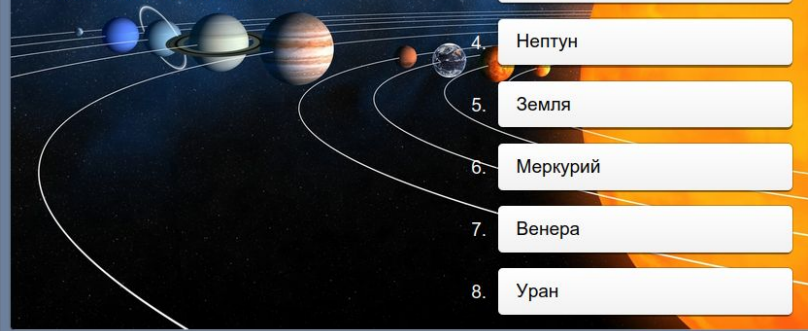 4. Нептун
5. Земля
6. Меркурий
7. Венера
8. Уран